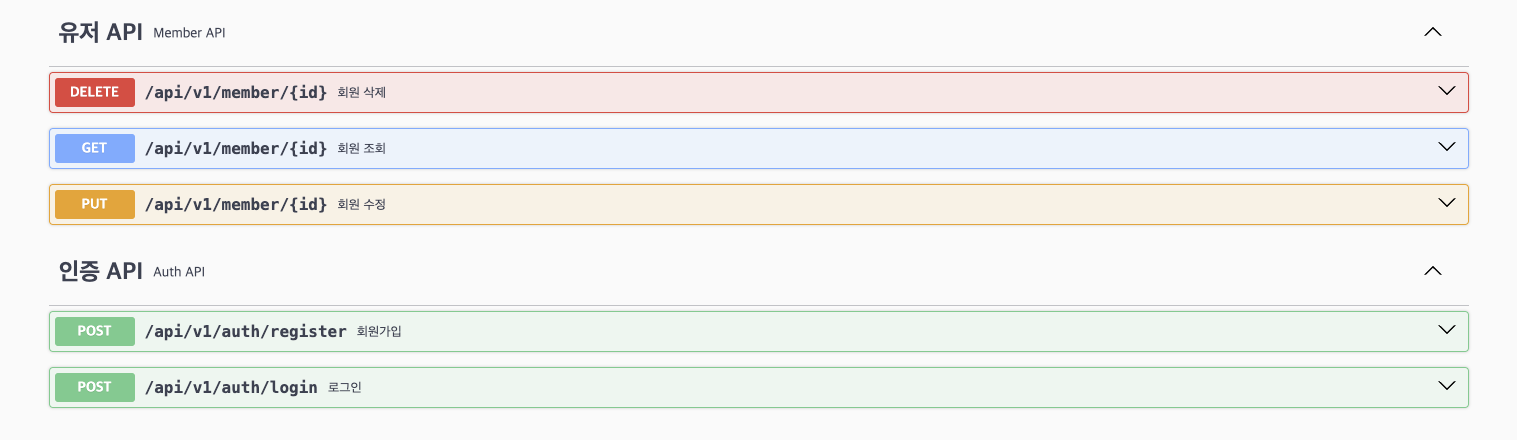 유저 API Member API
DELETE /api/v1/member/{id} 회원 삭제
GET /api/v1/member/{id} 회원 조회
PUT /api/v1/member/{id} 회원 수정
인증 API Auth API
POST /api/v1/auth/register 회원가입
POST /api/v1/auth/login 로그인